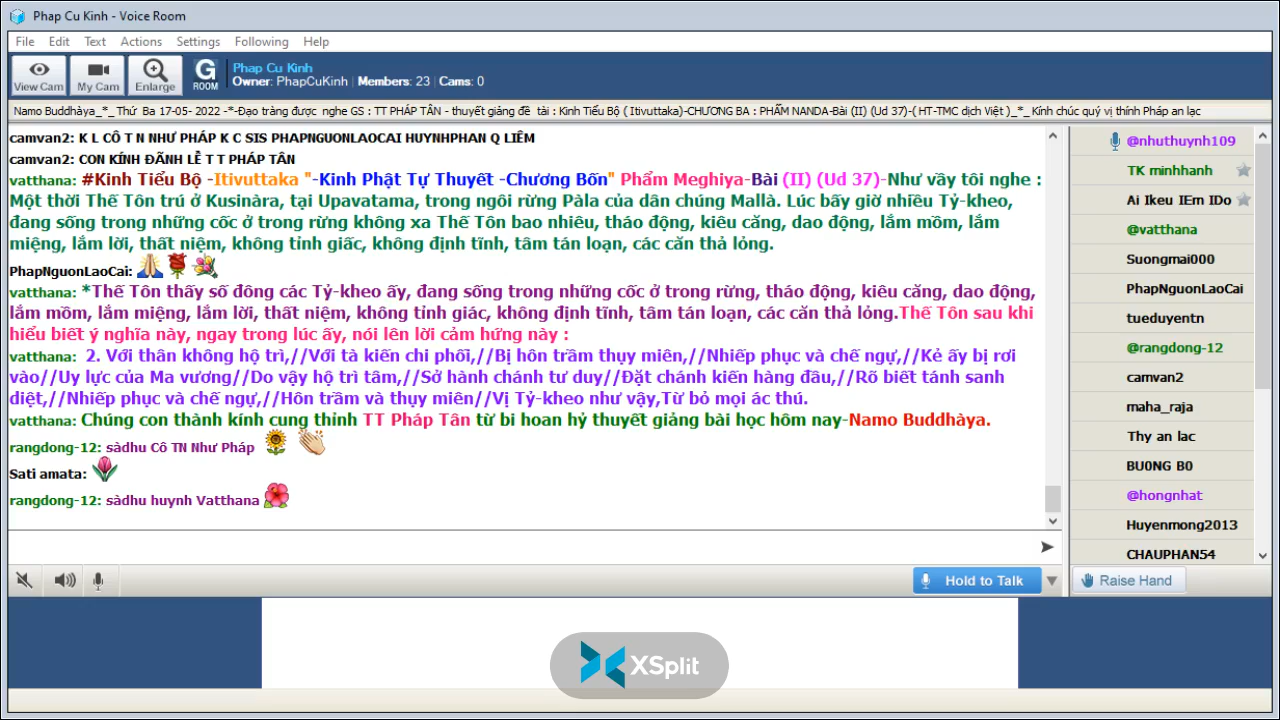 Phap Cu Kinh - Voice Room
File Edit Text Actions Settings Following Help
View Cam My Cam Enlarge G ROOM
Phap Cu Kinh
Owner: PhapCuKinh | Members: 23 | Cams: 0
Namo Buddhàya_*_ Thứ Ba 17-05- 2022 -*-Đạo tràng được nghe GS : TT PHÁP TÂN - thuyết giảng đề tài : Kinh Tiểu Bộ ( Itivuttaka)-CHƯƠNG BA : PHẨM NANDA-Bài (II) (Ud 37)-( HT-TMC dịch Việt )_*_ Kính chúc quý vị thính Pháp an lạc
camvan2: K L CÔ T N NHƯ PHÁP K C SIS PHAPNGUONLAOCAI HUYNHPHAN Q LIÊM
camvan2: CON KÍNH ĐÃNH LỄ T T PHÁP TÂN
vatthana: #Kinh Tiểu Bộ -Itivuttaka "-Kinh Phật Tự Thuyết -Chương Bốn" Phẩm Meghiya-Bài (II) (Ud 37)-Như vầy tôi nghe :
Một thời Thế Tôn trú ở Kusinàra, tại Upavatama, trong ngôi rừng Pàla của dân chúng Mallà. Lúc bấy giờ nhiều Tỷ-kheo,
đang sống trong những cốc ở trong rừng không xa Thế Tôn bao nhiêu, tháo động, kiêu căng, dao động, lắm mồm, lắm
miệng, lắm lời, thất niệm, không tỉnh giấc, không định tĩnh, tâm tán loạn, các căn thả lỏng.
PhapNguonLaoCai:
vatthana: *Thế Tôn thấy số đông các Tỷ-kheo ấy, đang sống trong những cốc ở trong rừng, tháo động, kiêu căng, dao động,
lắm mồm, lắm miệng, lắm lời, thất niệm, không tỉnh giác, không định tĩnh, tâm tán loạn, các căn thả lỏng.Thế Tôn sau khi
hiểu biết ý nghĩa này, ngay trong lúc ấy, nói lên lời cảm hứng này :
vatthana: 2. Với thân không hộ trì,//Với tà kiến chi phối,//Bị hôn trầm thụy miên,//Nhiếp phục và chế ngự,//Kẻ ấy bị rơi
vào//Uy lực của Ma vương//Do vậy hộ trì tâm,//Sở hành chánh tư duy//Đặt chánh kiến hàng đầu,//Rõ biết tánh sanh
diệt,//Nhiếp phục và chế ngự,//Hôn trầm và thụy miên//Vị Tỷ-kheo như vậy,Từ bỏ mọi ác thú.
vatthana: Chúng con thành kính cung thỉnh TT Pháp Tân từ bi hoan hỷ thuyết giảng bài học hôm nay-Namo Buddhàya.
rangdong-12: sàdhu Cô TN Như Pháp
Sati amata:
rangdong-12: sàdhu huynh Vatthana
@nhuthuynh109
TK minhhanh
Ai Ikeu IEm IDo
@vatthana
Suongmai000
PhapNguonLaoCai
tueduyentn
@rangdong-12
camvan2
maha_raja
Thy an lac
BU0NG B0
@hongnhat
Huyenmong2013
CHAUPHAN54
Hold to Talk
Raise Hand
XSplit